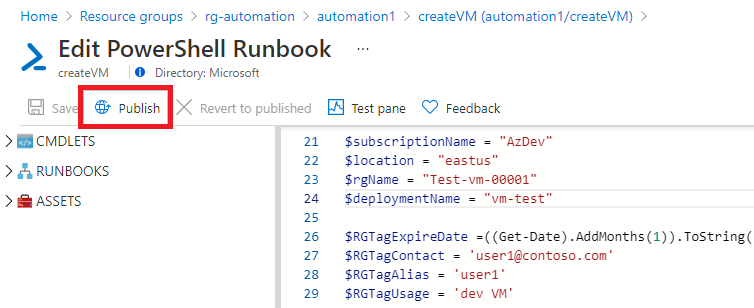 Home > Resource groups > rg-automation > automation1 > createVM (automation1/createVM) >
Edit PowerShell Runbook ...
createVM | Directory: Microsoft
Save Publish Revert to published Test pane Feedback
CMDLETS
RUNBOOKS
ASSETS
21 $subscriptionName = "AzDev"
22 $location = "eastus"
23 $rgName = "Test-vm-00001"
24 $deploymentName = "vm-test"
25
26 $RGTagExpireDate =((Get-Date).AddMonths(1)).ToString(
27 $RGTagContact = 'user1@contoso.com'
28 $RGTagAlias = 'user1'
29 $RGTagUsage = 'dev VM'